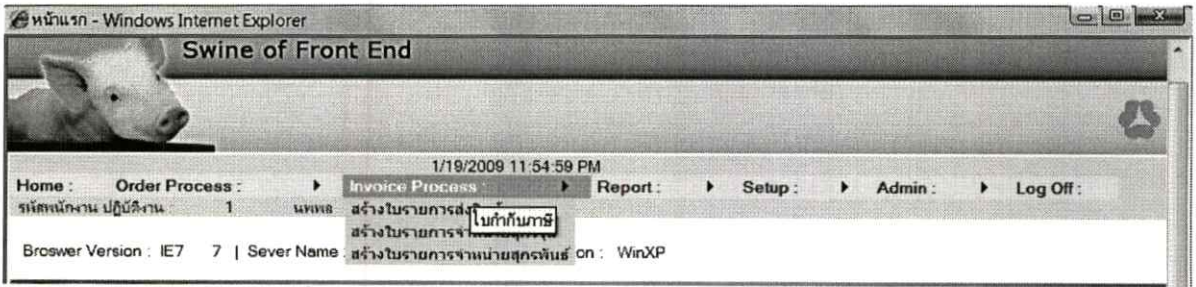 หน้าแรก - Windows Internet Explorer
Swine of Front End
1/19/2009 11:54:59 PM
Home : Order Process : Invoice Process : Report : Setup : Admin : Log Off :
รหัสพนักงาน ปฏิบัติงาน : 1
สร้างใบรายการส่ง
ใบกำกับภาษี
สร้างใบรายการจำหน่ายสุกร
สร้างใบรายการจำหน่ายสุกรพันธ์
Broswer Version : IE7 7 | Sever Name on : WinXP